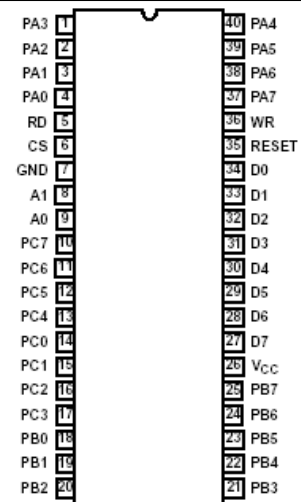 PA3 1 40 PA4
PA2 2 39 PA5
PA1 3 38 PA6
PA0 4 37 PA7
RD 5 36 WR
CS 6 35 RESET
GND 7 34 D0
A1 8 33 D1
A0 9 32 D2
PC7 10 31 D3
PC6 11 30 D4
PC5 12 29 D5
PC4 13 28 D6
PC0 14 27 D7
PC1 15 26 VCC
PC2 16 25 PB7
PC3 17 24 PB6
PB0 18 23 PB5
PB1 19 22 PB4
PB2 20 21 PB3